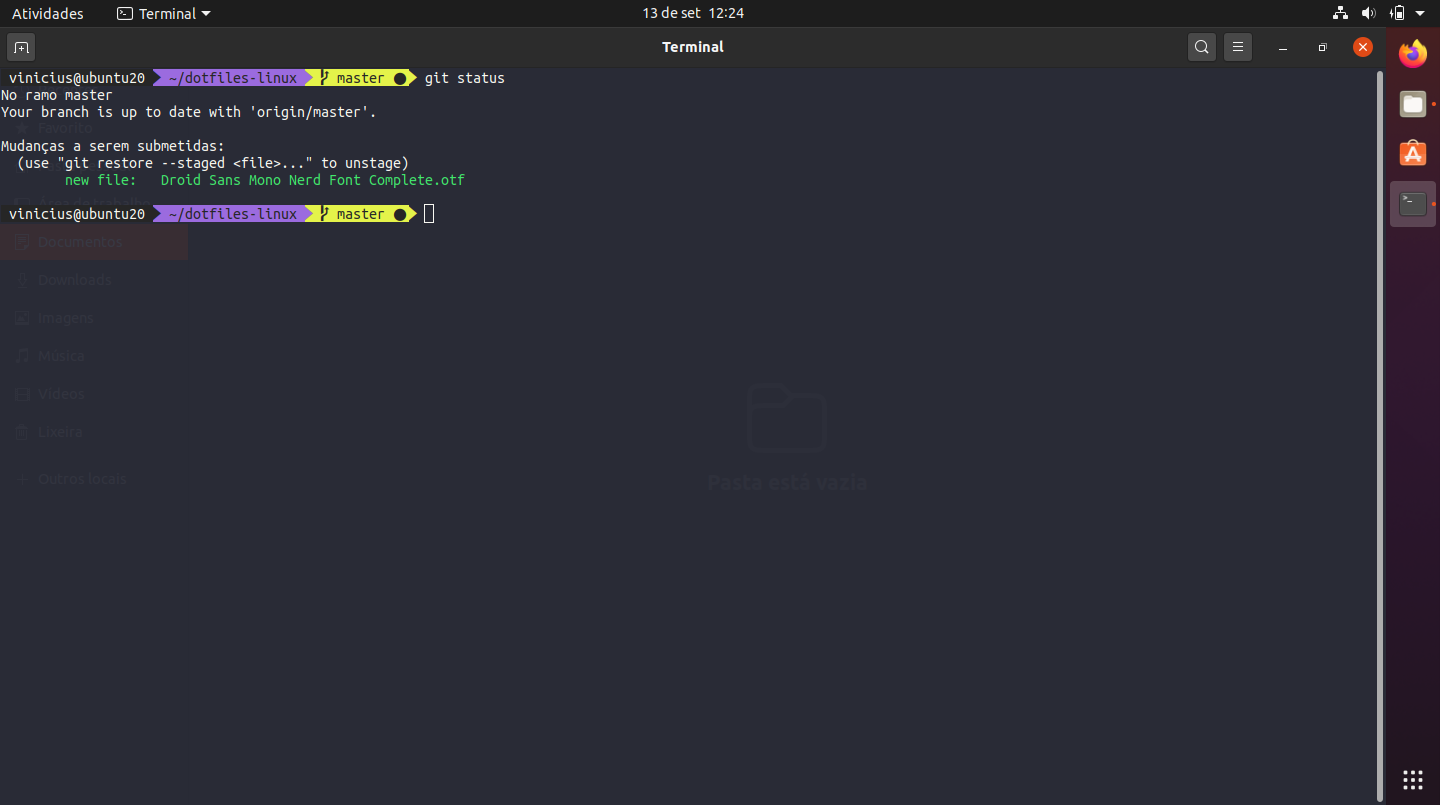 Atividades
Terminal
13 de set 12:24
Terminal
vinicius@ubuntu20 ~/dotfiles-linux master ● git status
No ramo master
Your branch is up to date with 'origin/master'.
Favorito
Mudanças a serem submetidas:
(use "git restore --staged <file>..." to unstage)
new file: Droid Sans Mono Nerd Font Complete.otf
vinicius@ubuntu20 ~/dotfiles-linux master ●
Documentos
Downloads
Imagens
Música
Vídeos
Lixeira
Outros locais
Pasta está vazia